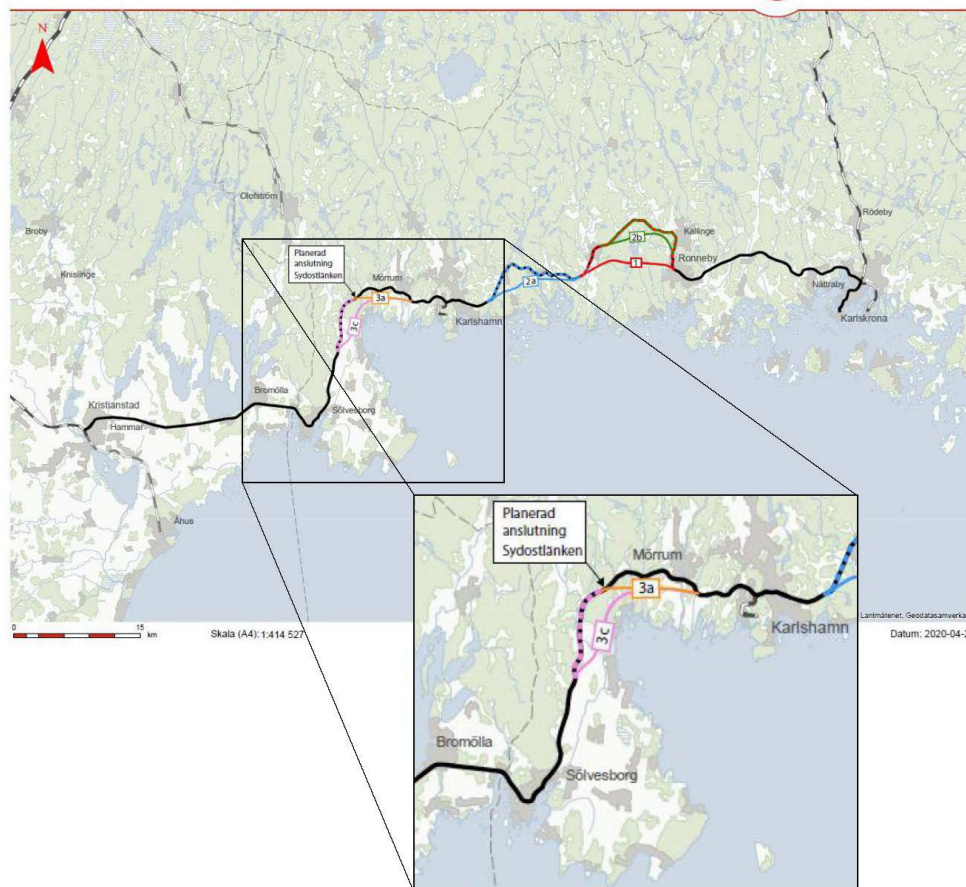 N
Olofström
Broby
Knislinge
Rödeby
Kallinge
2b
Ronneby
1
Planerad
anslutning
Sydostlänken
Mörrum
3a
2a
Nättraby
3c
Karlshamn
Karlskrona
Bromölla
Kristianstad
Hammar
Sölvesborg
Åhus
Planerad
anslutning
Sydostlänken
Mörrum
3a
3c
Karlshamn
Bromölla
Sölvesborg
Lantmäteriet, Geodatasamverka
0 15
km
Skala (A4): 1:414 527
Datum: 2020-04-2